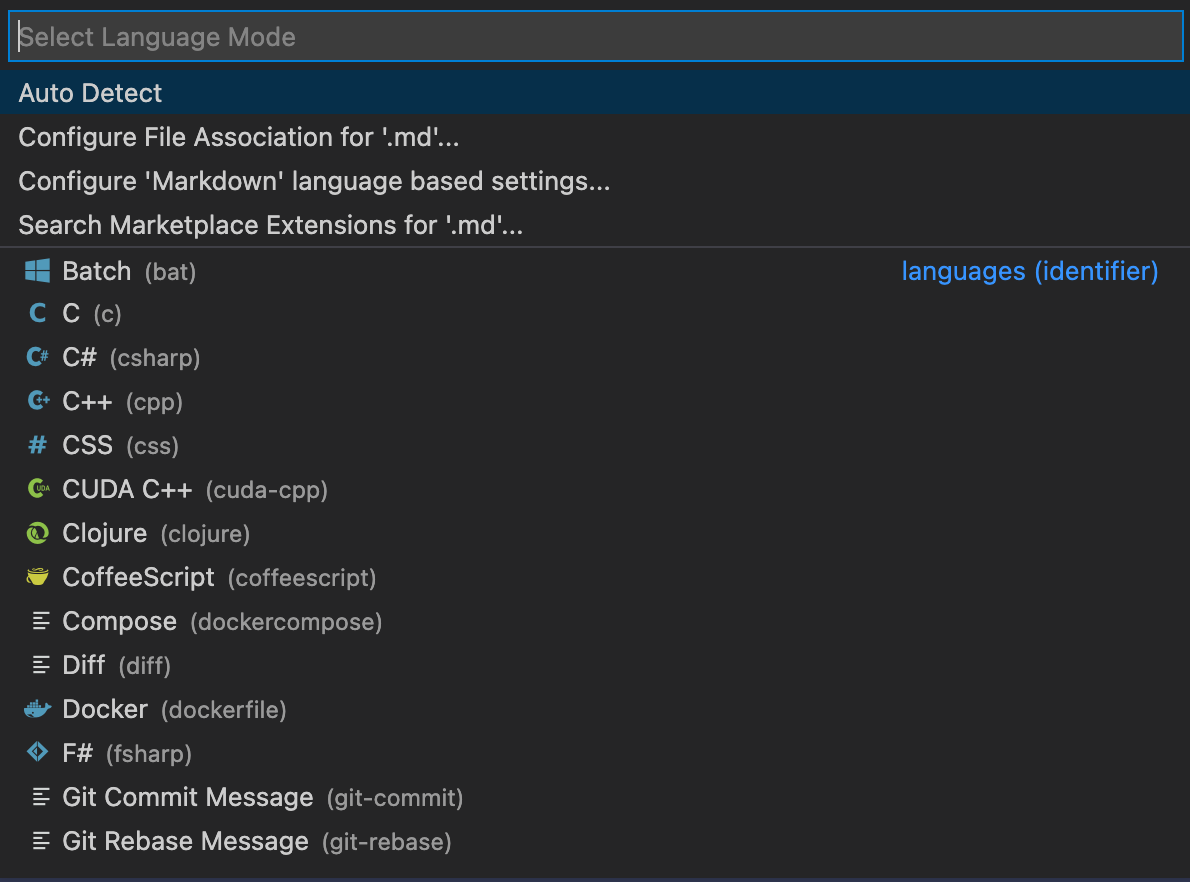 Select Language Mode
Auto Detect
Configure File Association for '.md'...
Configure 'Markdown' language based settings...
Search Marketplace Extensions for '.md'...
Batch (bat) languages (identifier)
C (c)
C# (csharp)
C++ (cpp)
CSS (css)
CUDA C++ (cuda-cpp)
Clojure (clojure)
CoffeeScript (coffeescript)
Compose (dockercompose)
Diff (diff)
Docker (dockerfile)
F# (fsharp)
Git Commit Message (git-commit)
Git Rebase Message (git-rebase)